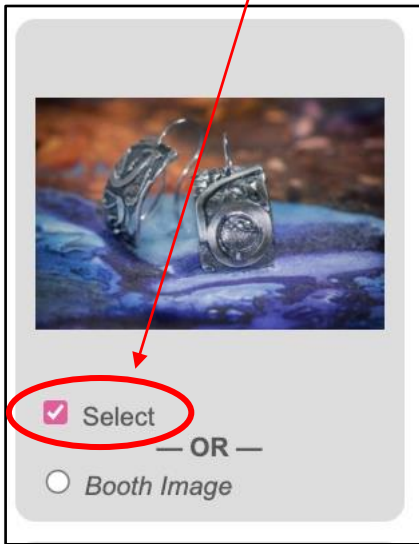 Select
— OR —
Booth Image